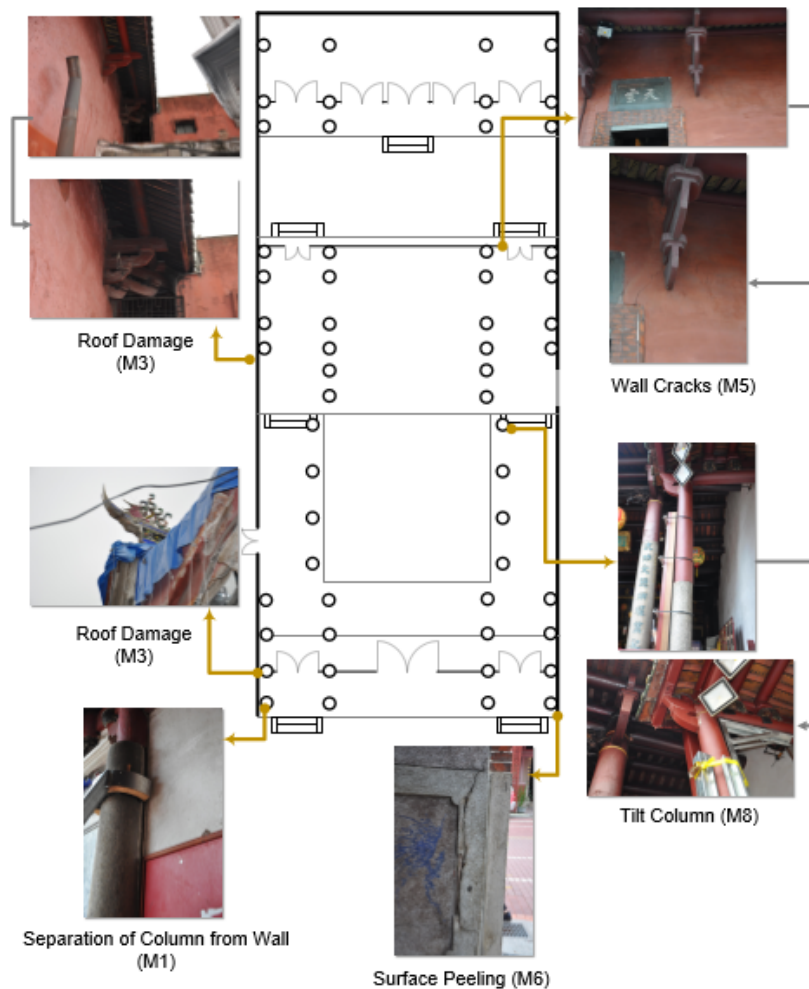 Roof Damage
(M3)
Wall Cracks (M5)
Roof Damage
(M3)
Tilt Column (M8)
Separation of Column from Wall
(M1)
Surface Peeling (M6)